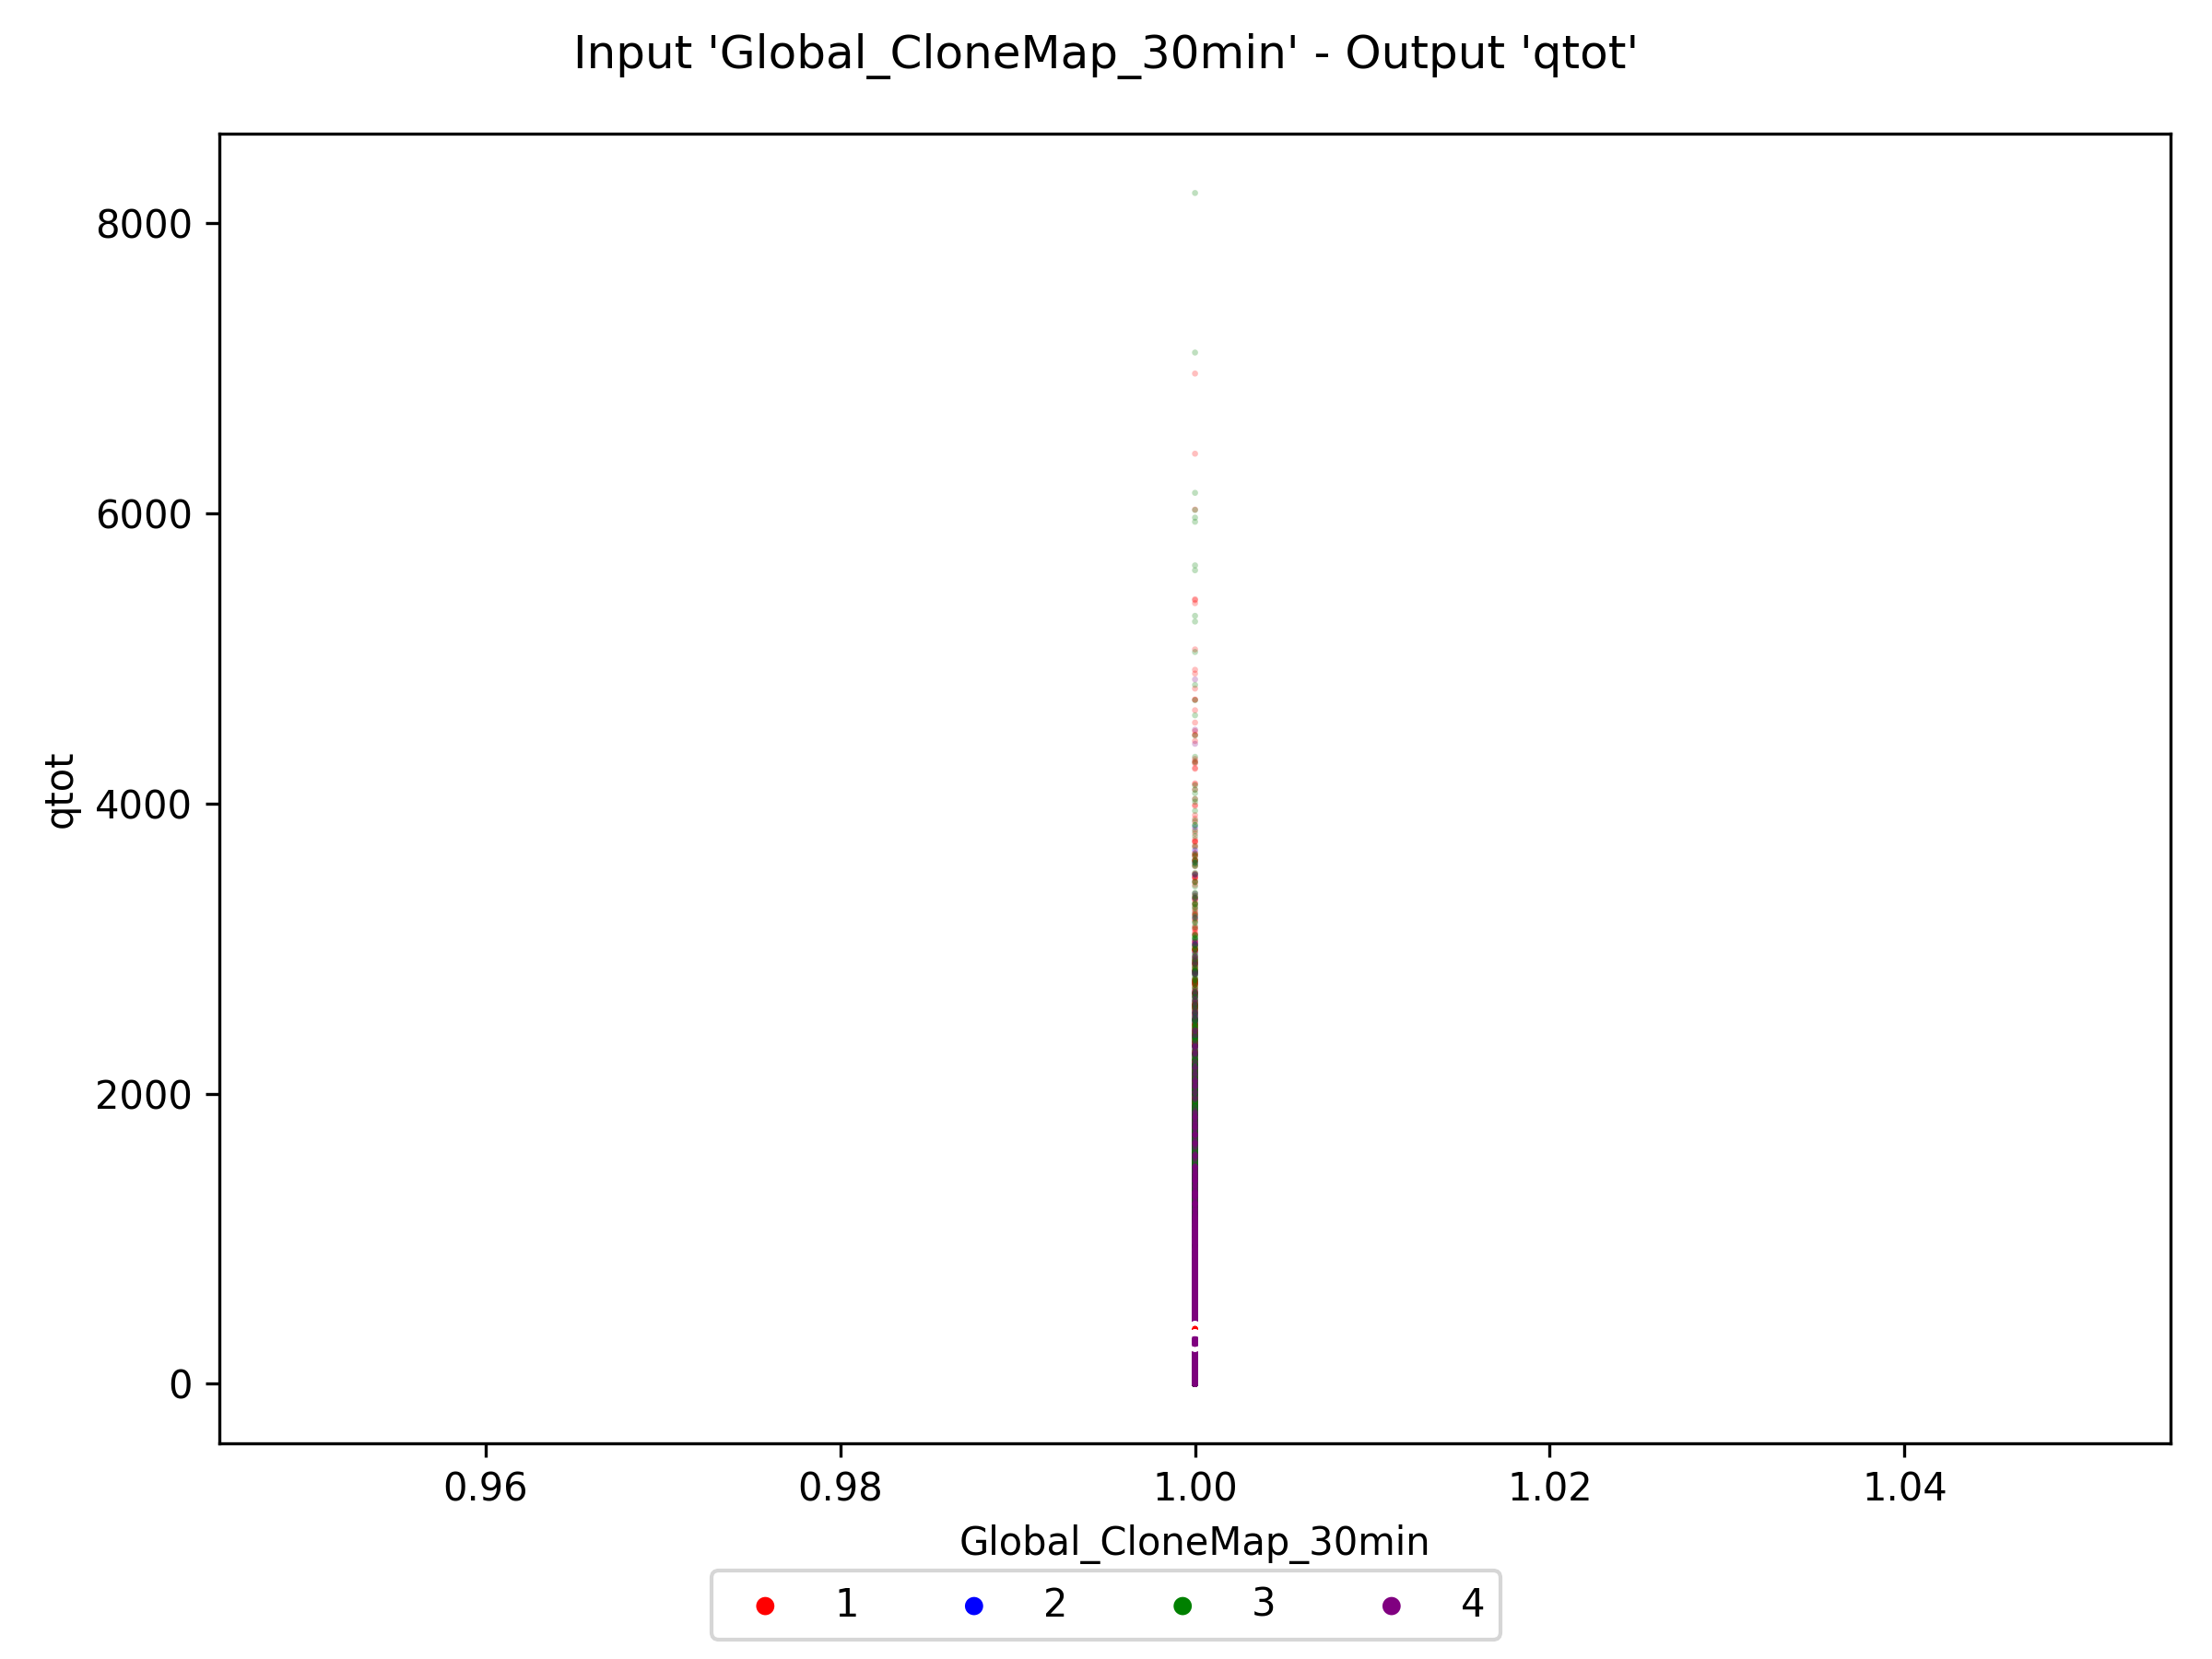 Input 'Global_CloneMap_30min' - Output 'qtot'
8000
6000
4000
2000
0
qtot
0.96 0.98 1.00 1.02 1.04
Global_CloneMap_30min
1 2 3 4